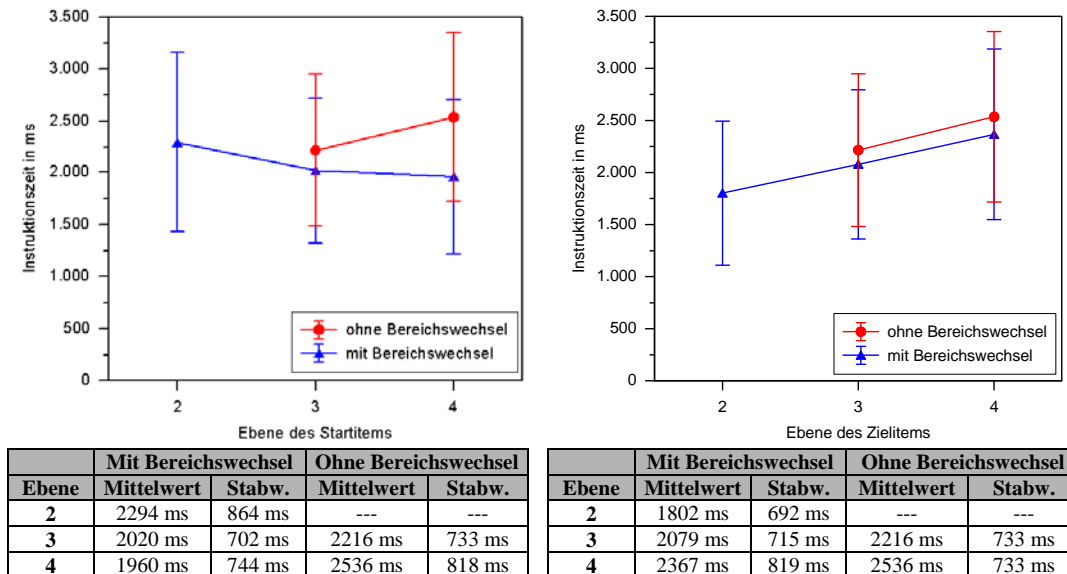 3.500
3.000
2.500
2.000
1.500
1.000
500
0
Instruktionszeit in ms
ohne Bereichswechsel
mit Bereichswechsel
2 3 4
Ebene des Startitems
3.500
3.000
2.500
2.000
1.500
1.000
500
0
Instruktionszeit in ms
ohne Bereichswechsel
mit Bereichswechsel
2 3 4
Ebene des Zielitems
Mit Bereichswechsel Ohne Bereichswechsel
Ebene Mittelwert Stabw. Mittelwert Stabw.
2 2294 ms 864 ms --- ---
3 2020 ms 702 ms 2216 ms 733 ms
4 1960 ms 744 ms 2536 ms 818 ms
Mit Bereichswechsel Ohne Bereichswechsel
Ebene Mittelwert Stabw. Mittelwert Stabw.
2 1802 ms 692 ms --- ---
3 2079 ms 715 ms 2216 ms 733 ms
4 2367 ms 819 ms 2536 ms 733 ms